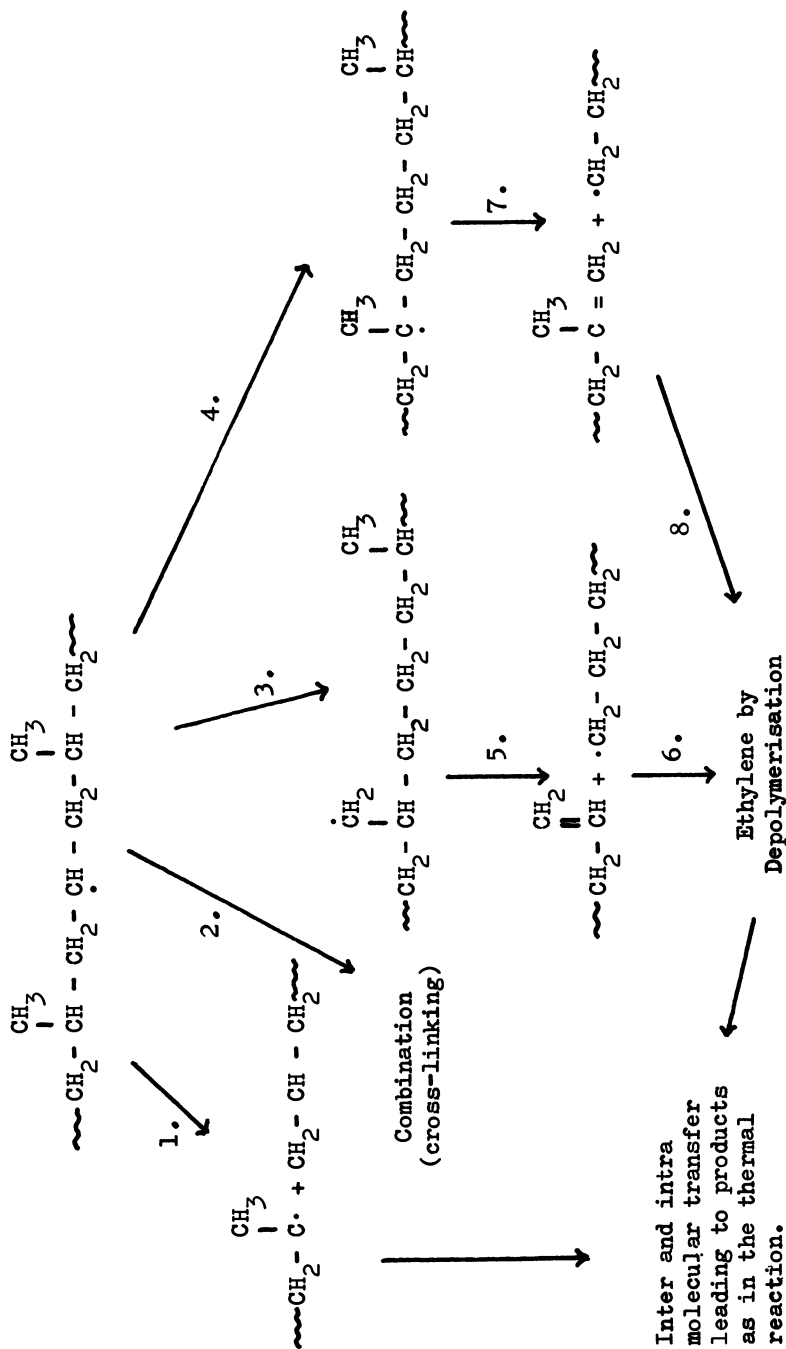 CH3 CH3
~CH2 - CH - CH2 - ·CH - CH2 - CH - CH2~
1. 2. 3. 4.
CH3
~CH2 - C· + CH2 - CH - CH2~
Combination
(cross-linking)
·CH2 CH3
~CH2 - CH - CH2 - CH2 - CH2 - CH~
CH3 CH3
~CH2 - C· - CH2 - CH2 - CH2 - CH~
5.
7.
CH2
~CH2 - CH + ·CH2 - CH2 - CH2~
CH3
~CH2 - C = CH2 + ·CH2 - CH2~
6.
8.
Ethylene by
Depolymerisation
Inter and intra
molecular transfer
leading to products
as in the thermal
reaction.